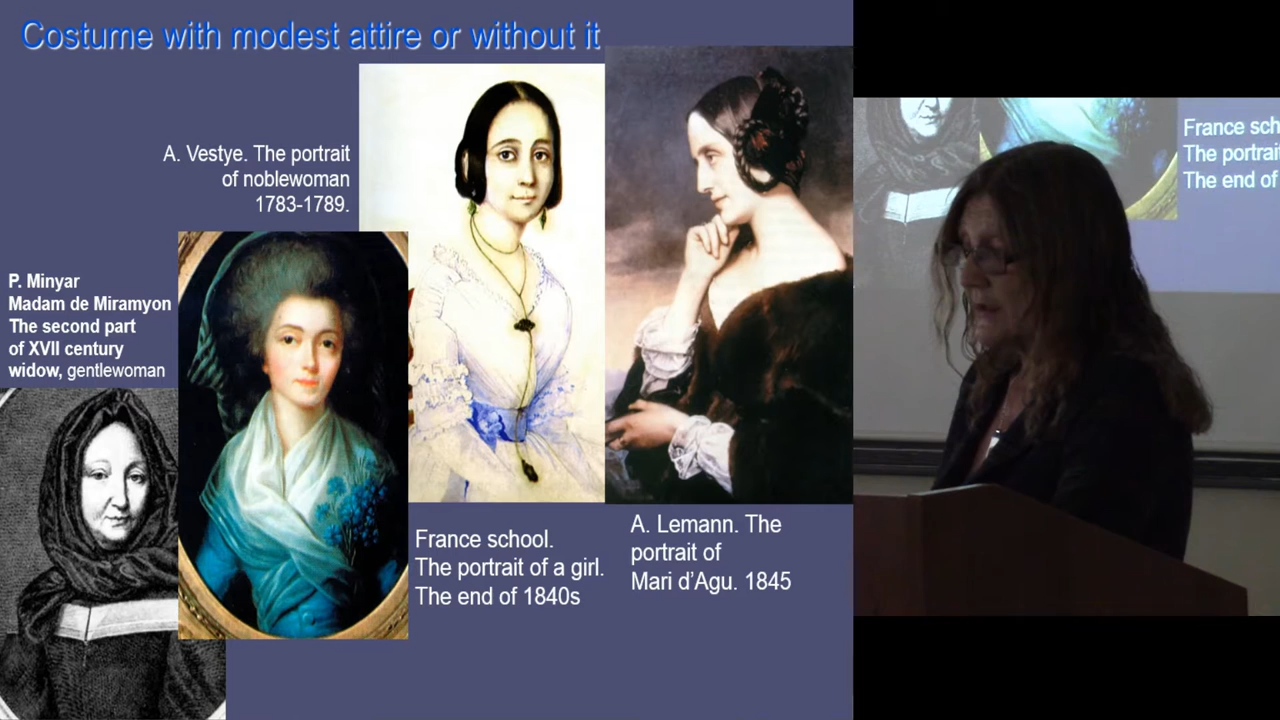 Costume with modest attire or without it
A. Vestye. The portrait
of noblewoman
1783-1789.
P. Minyar
Madam de Miramyon
The second part
of XVII century
widow, gentlewoman
France school.
The portrait of a girl.
The end of 1840s
A. Lemann. The
portrait of
Mari d’Agu. 1845
France sch
The portrai
The end of